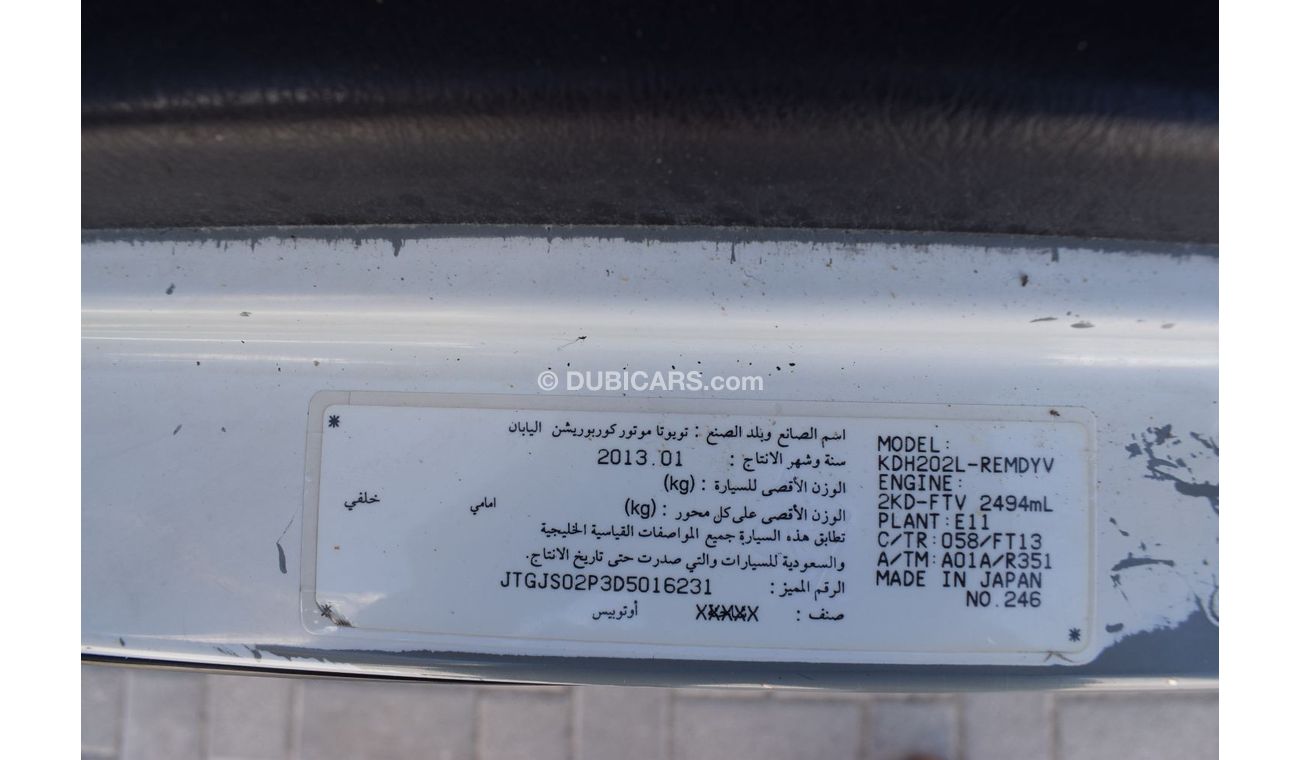 © DUBICARS.com
اسم الصانع وبلد الصنع : تويوتا موتور كوربوريشن اليابان
سنة وشهر الانتاج : 2013.01
الوزن الأقصى للسيارة : (kg)
الوزن الأقصى على كل محور : (kg) امامي خلفي
تطابق هذه السيارة جميع المواصفات القياسية الخليجية
والسعودية للسيارات والتي صدرت حتى تاريخ الانتاج.
الرقم المميز : JTGJS02P3D5016231
صنف : XXXXX أوتوبيس
MODEL:
KDH202L-REMDYV
ENGINE:
2KD-FTV 2494mL
PLANT:E11
C/TR:058/FT13
A/TM:A01A/R351
MADE IN JAPAN
NO.246